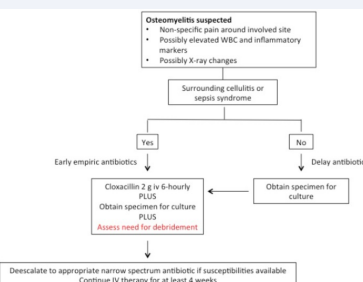 Osteomyelitis suspected
• Non-specific pain around involved site
• Possibly elevated WBC and inflammatory
markers
• Possibly X-ray changes
Surrounding cellulitis or
sepsis syndrome
Yes
No
Early empiric antibiotics
Delay antibiotic
Cloxacillin 2 g iv 6-hourly
PLUS
Obtain specimen for culture
PLUS
Assess need for debridement
Obtain specimen for
culture
Deescalate to appropriate narrow spectrum antibiotic if susceptibilities available
Continue IV therapy for at least 4 weeks